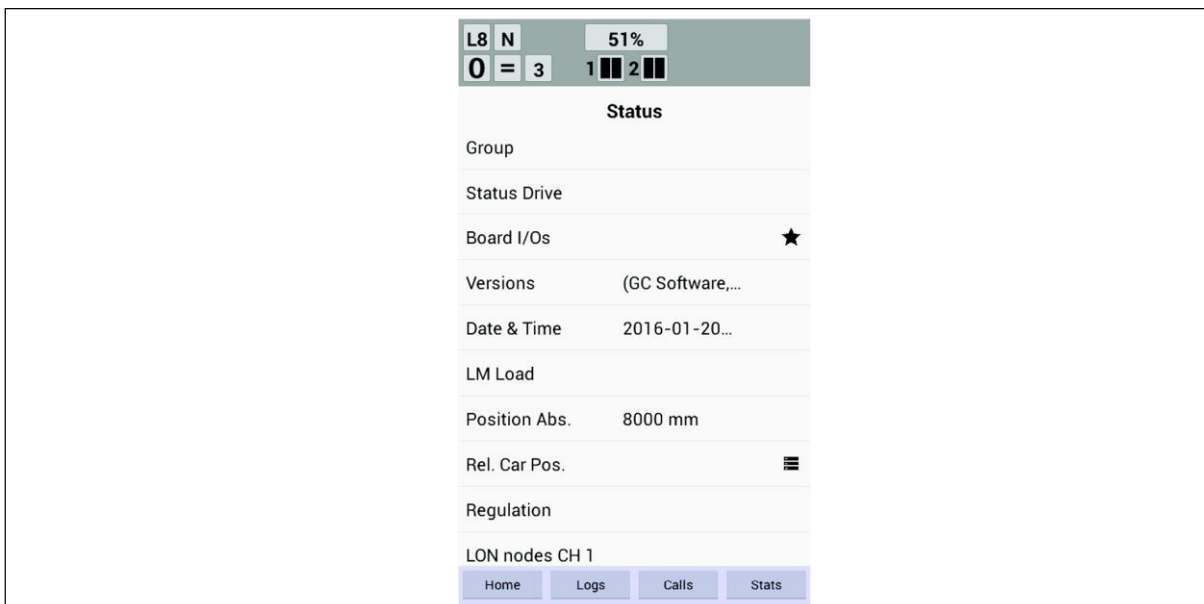 L8 N 51%
0 = 3 1 2
Status
Group
Status Drive
Board I/Os
Versions (GC Software,...
Date & Time 2016-01-20...
LM Load
Position Abs. 8000 mm
Rel. Car Pos.
Regulation
LON nodes CH 1
Home Logs Calls Stats